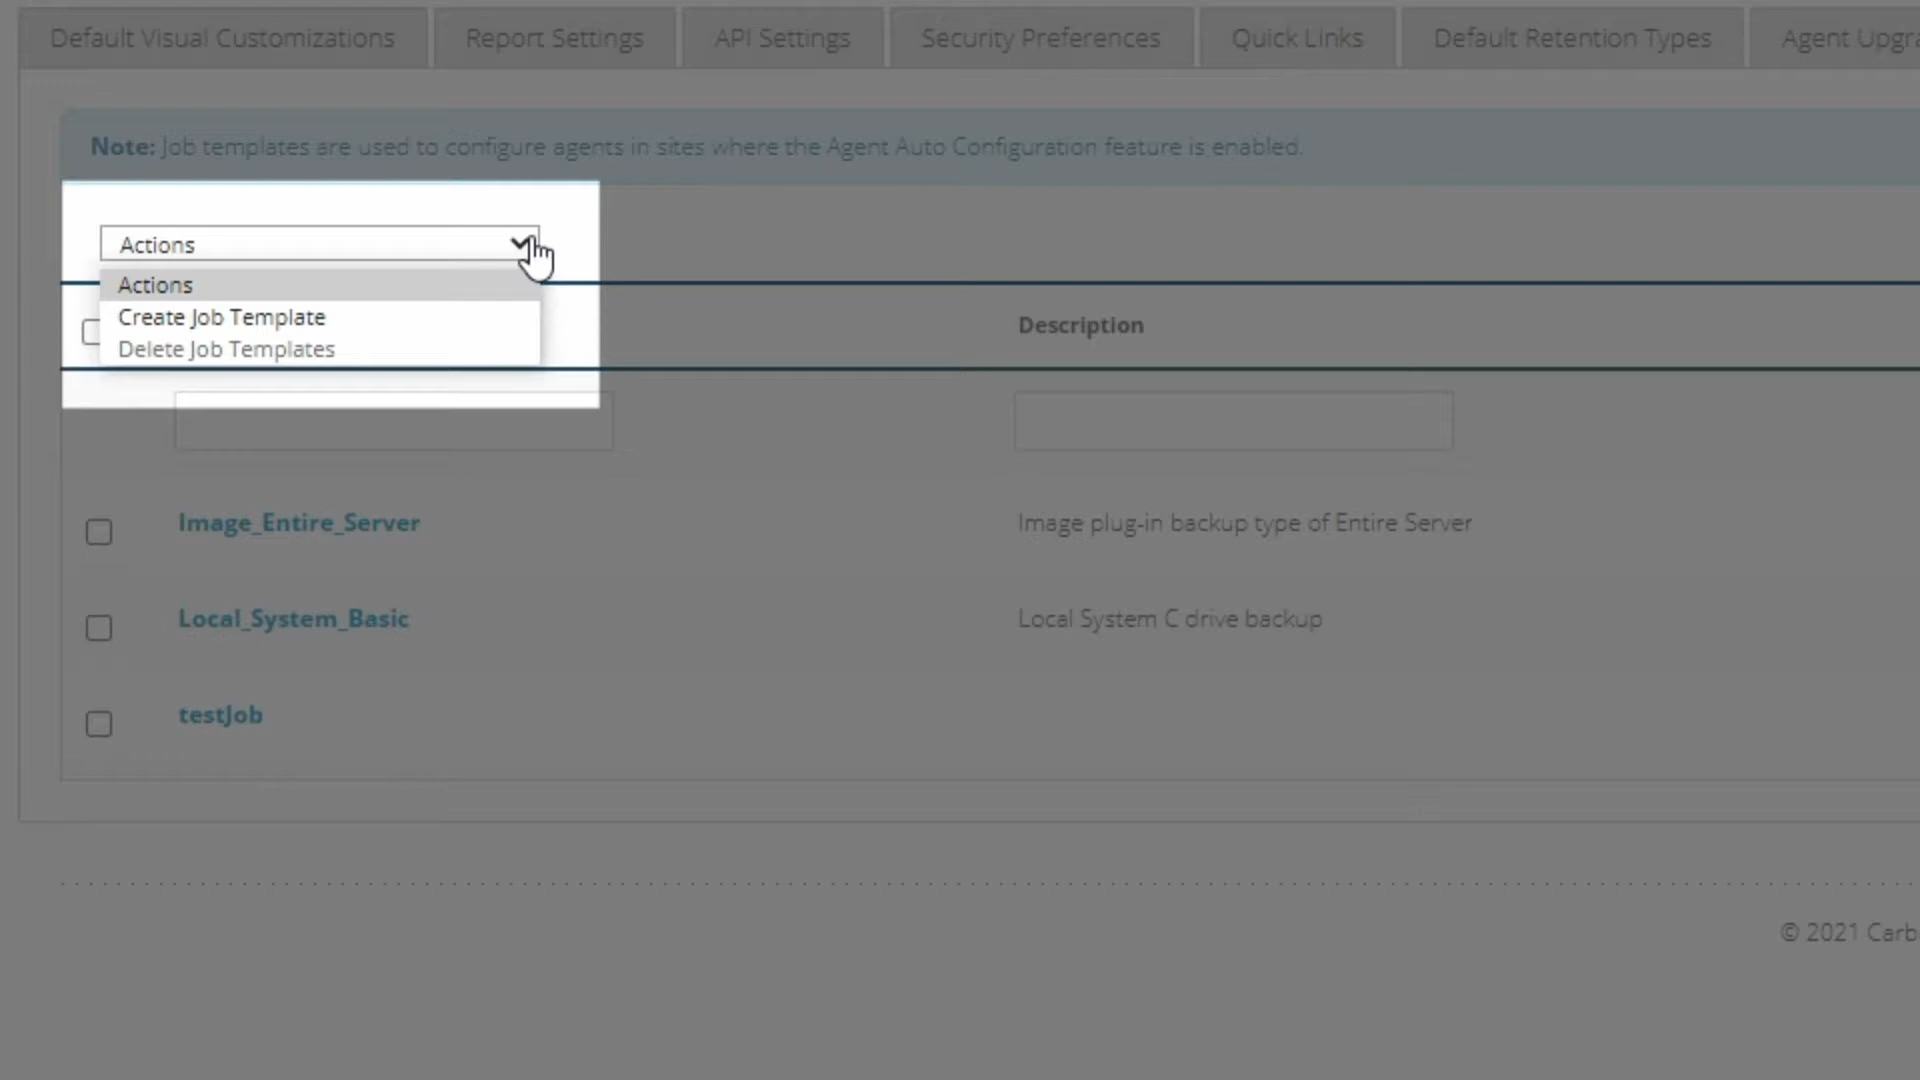 Default Visual Customizations
Report Settings
API Settings
Security Preferences
Quick Links
Default Retention Types
Agent Upgra
Note: Job templates are used to configure agents in sites where the Agent Auto Configuration feature is enabled.
Actions
Actions
Create Job Template
Delete Job Templates
Description
Image_Entire_Server
Image plug-in backup type of Entire Server
Local_System_Basic
Local System C drive backup
testJob
© 2021 Carb